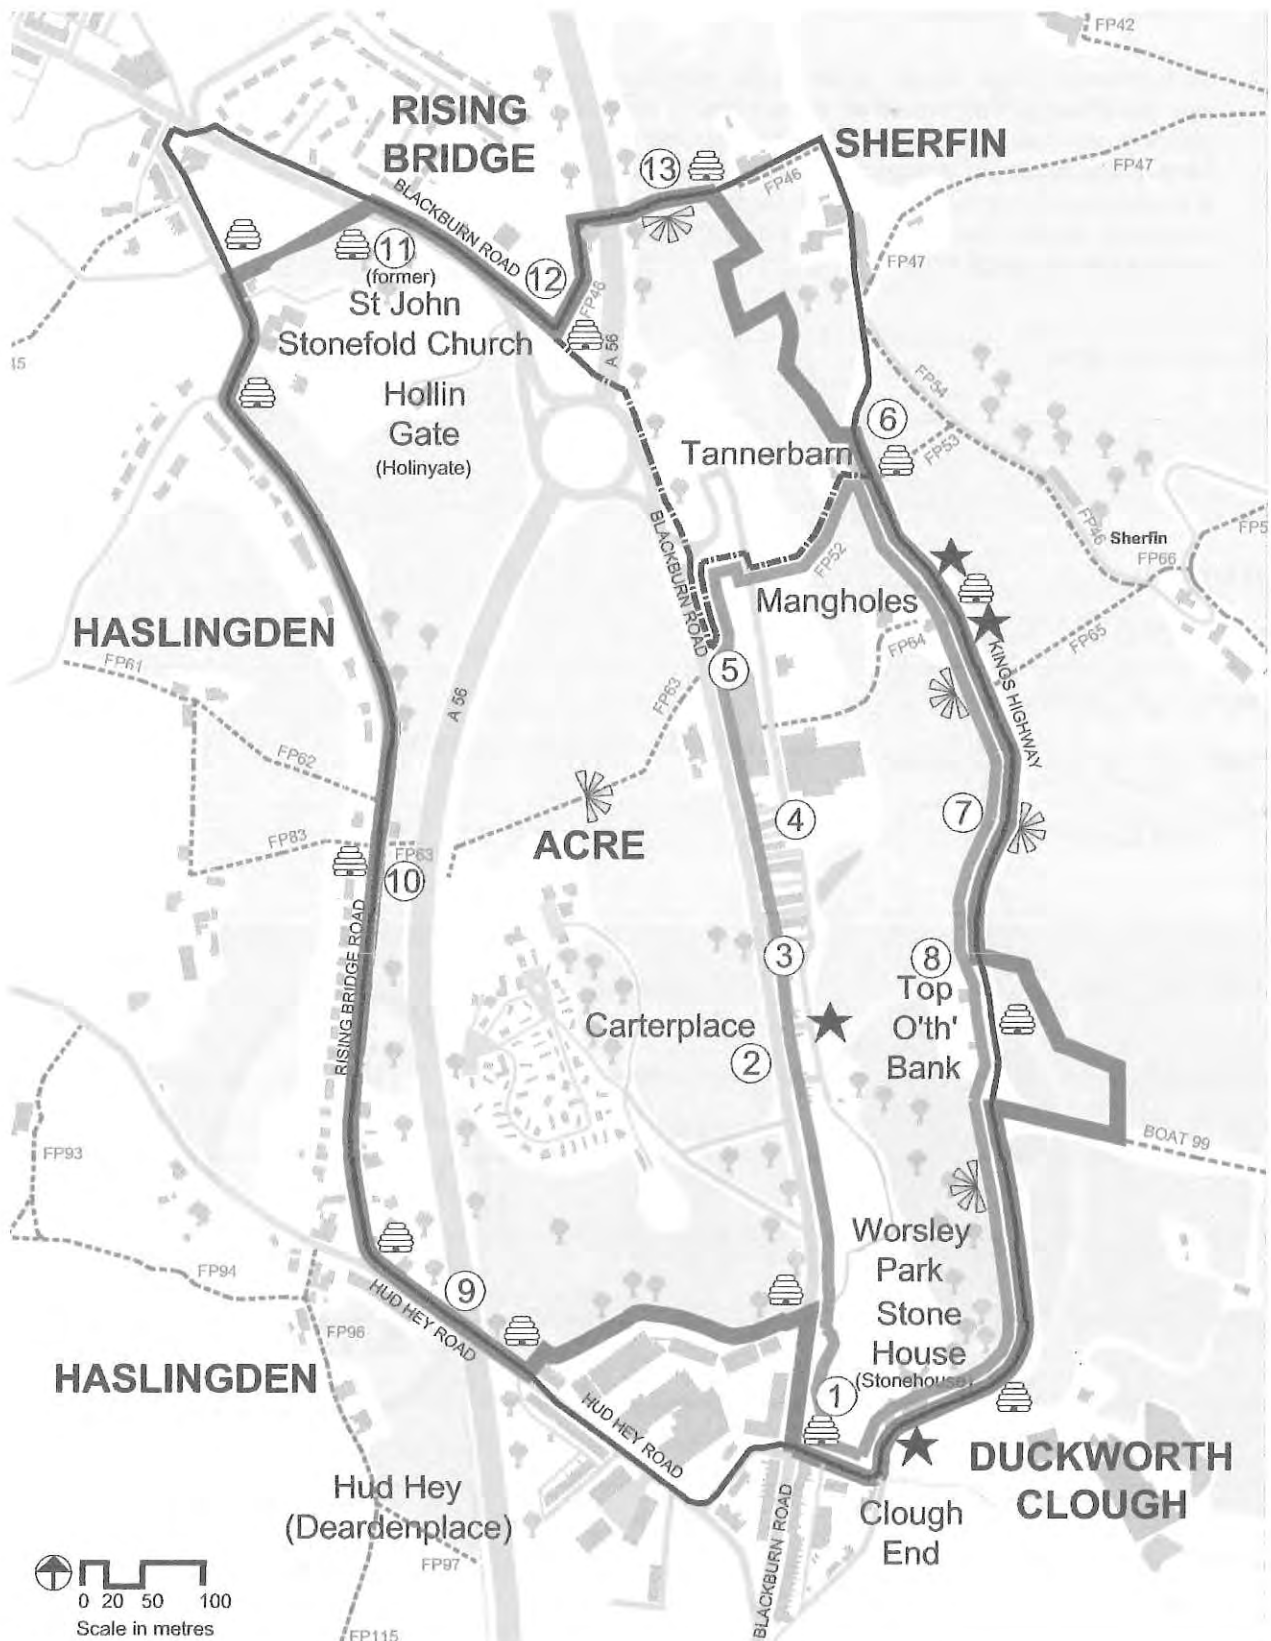 FP42
RISING
BRIDGE
SHERFIN
13
FP46
FP47
BLACKBURN ROAD
11
(former)
12
FP46
FP47
St John
Stonefold Church
A 56
Hollin
Gate
(Holinyate)
FP54
6
Tannerbarn
FP53
BLACKBURN ROAD
FP52
FP46
Sherfin
FP66
Mangholes
HASLINGDEN
FP61
5
FP64
FP65
KINGS HIGHWAY
A 56
FP63
FP62
7
4
ACRE
FP83
FP63
10
RISING BRIDGE ROAD
3
8
Top
O'th'
Bank
Carterplace
2
BOAT 99
FP93
Worsley
Park
FP94
9
HUD HEY ROAD
Stone
House
(Stonehouse)
FP96
HASLINGDEN
1
HUD HEY ROAD
DUCKWORTH
CLOUGH
Hud Hey
(Deardenplace)
BLACKBURN ROAD
Clough
End
FP97
0 20 50 100
Scale in metres
FP115